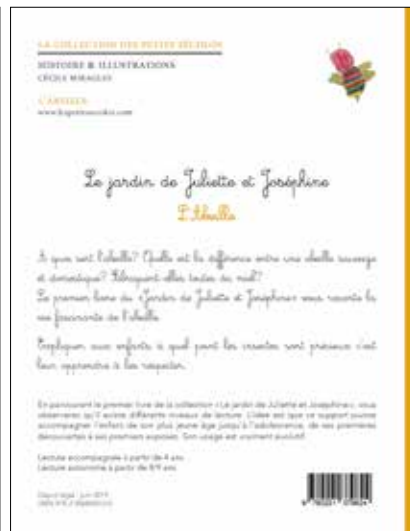 LA COLLECTION DES PETITS
HISTOIRE & ILLUSTRATIONS
CÉCILE
L'ABEILLE
Le jardin de Juliette et Joséphine
L'Abeille
À quoi sert l'abeille? Quelle est la différence entre une abeille sauvage
et domestique? Fabriquent-elles toutes du miel?
Le premier livre du «Jardin de Juliette et Joséphine» vous raconte la
vie fascinante de l'abeille.
Expliquer aux enfants à quel point les insectes sont précieux c'est
leur apprendre à les respecter.
En parcourant le premier livre de la collection «Le jardin de Juliette et Joséphine», vous
observerez qu'il existe différents niveaux de lecture. L'idée est que ce support puisse
accompagner l'enfant de son plus jeune âge jusqu'à l'adolescence, de ses premières
découvertes à ses premiers exposés. Son usage est vraiment évolutif.
Lecture accompagnée à partir de 4 ans
Lecture autonome à partir de 8/9 ans
Dépôt légal : juin 2019